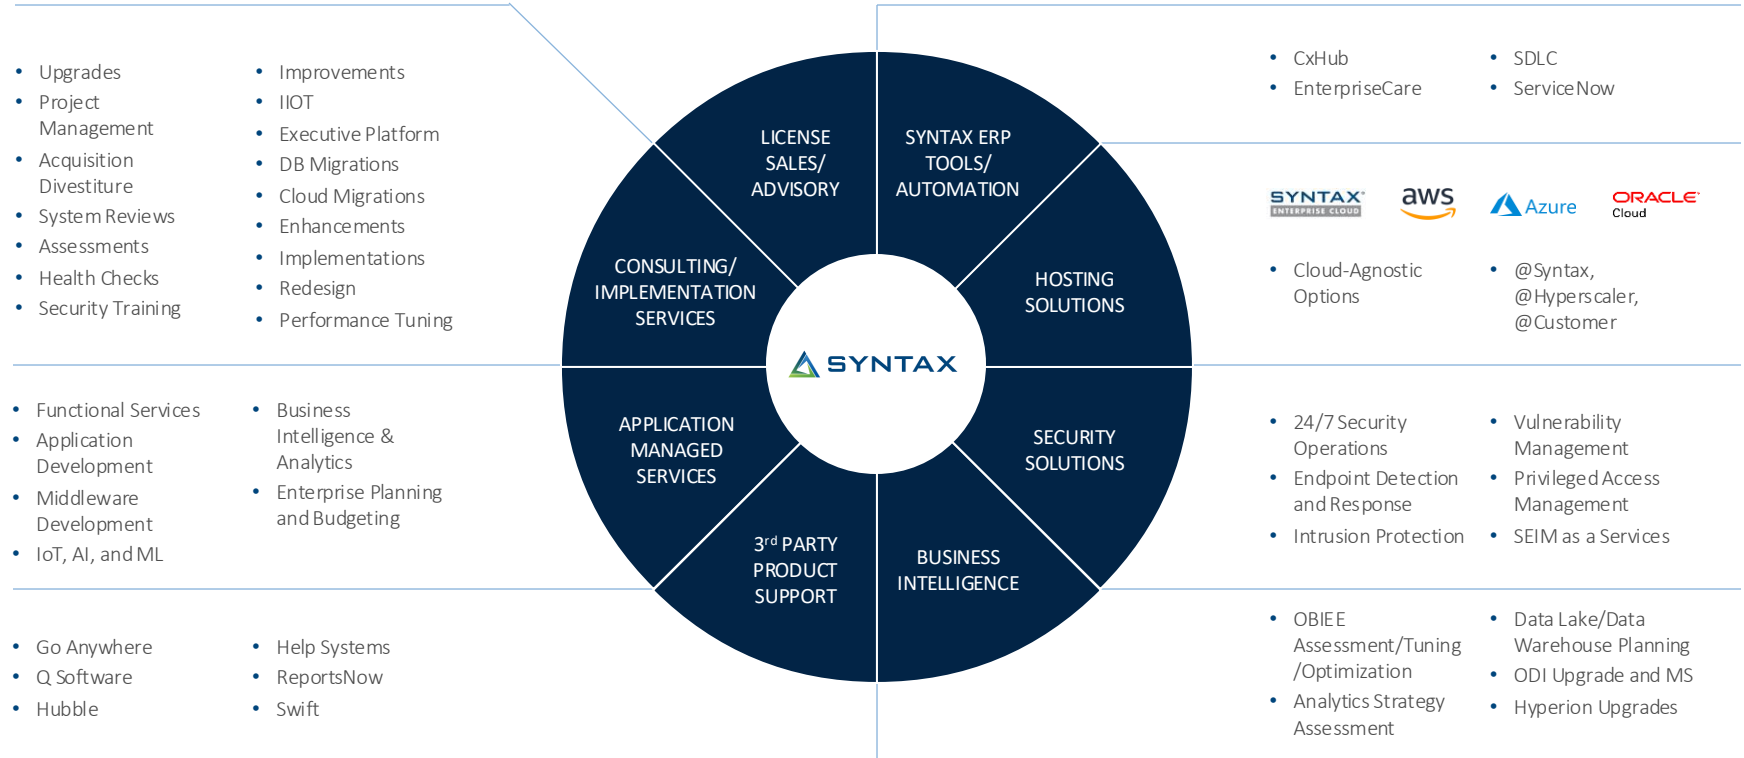 • Upgrades
• Project
Management
• Acquisition
Divestiture
• System Reviews
• Assessments
• Health Checks
• Security Training
• Improvements
• IIOT
• Executive Platform
• DB Migrations
• Cloud Migrations
• Enhancements
• Implementations
• Redesign
• Performance Tuning
• Functional Services
• Application
Development
• Middleware
Development
• IoT, AI, and ML
• Business
Intelligence &
Analytics
• Enterprise Planning
and Budgeting
• Go Anywhere
• Q Software
• Hubble
• Help Systems
• ReportsNow
• Swift
LICENSE
SALES/
ADVISORY
SYNTAX ERP
TOOLS/
AUTOMATION
CONSULTING/
IMPLEMENTATION
SERVICES
HOSTING
SOLUTIONS
SYNTAX
APPLICATION
MANAGED
SERVICES
SECURITY
SOLUTIONS
3rd PARTY
PRODUCT
SUPPORT
BUSINESS
INTELLIGENCE
• CxHub
• EnterpriseCare
• SDLC
• ServiceNow
SYNTAX®
ENTERPRISE CLOUD
aws
Azure
ORACLE®
Cloud
• Cloud-Agnostic
Options
• @Syntax,
@Hyperscaler,
@Customer
• 24/7 Security
Operations
• Endpoint Detection
and Response
• Intrusion Protection
• Vulnerability
Management
• Privileged Access
Management
• SEIM as a Services
• OBIEE
Assessment/Tuning
/Optimization
• Analytics Strategy
Assessment
• Data Lake/Data
Warehouse Planning
• ODI Upgrade and MS
• Hyperion Upgrades